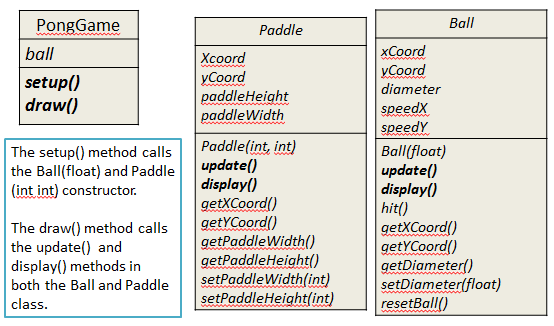 PongGame
ball
setup()
draw()
The setup() method calls
the Ball(float) and Paddle
(int int) constructor.
The draw() method calls
the update()  and
display() methods in
both the Ball and Paddle
class.
Paddle
Xcoord
yCoord
paddleHeight
paddleWidth
Paddle(int, int)
update()
display()
getXCoord()
getYCoord()
getPaddleWidth()
getPaddleHeight()
setPaddleWidth(int)
setPaddleHeight(int)
Ball
xCoord
yCoord
diameter
speedX
speedY
Ball(float)
update()
display()
hit()
getXCoord()
getYCoord()
getDiameter()
setDiameter(float)
resetBall()